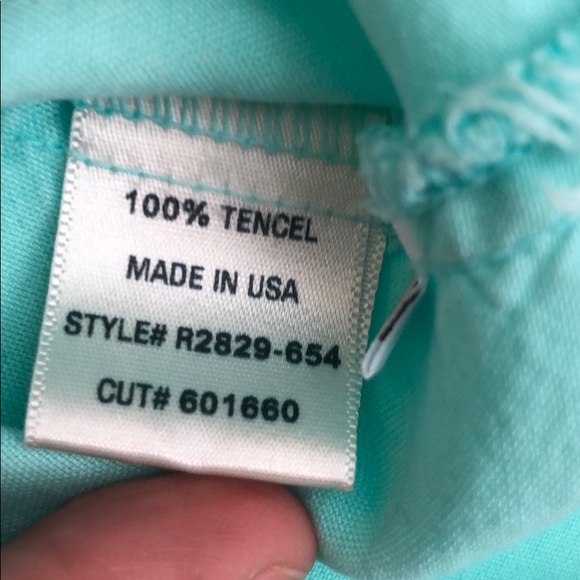 100% TENCEL
MADE IN USA
STYLE# R2829-654
CUT# 601660